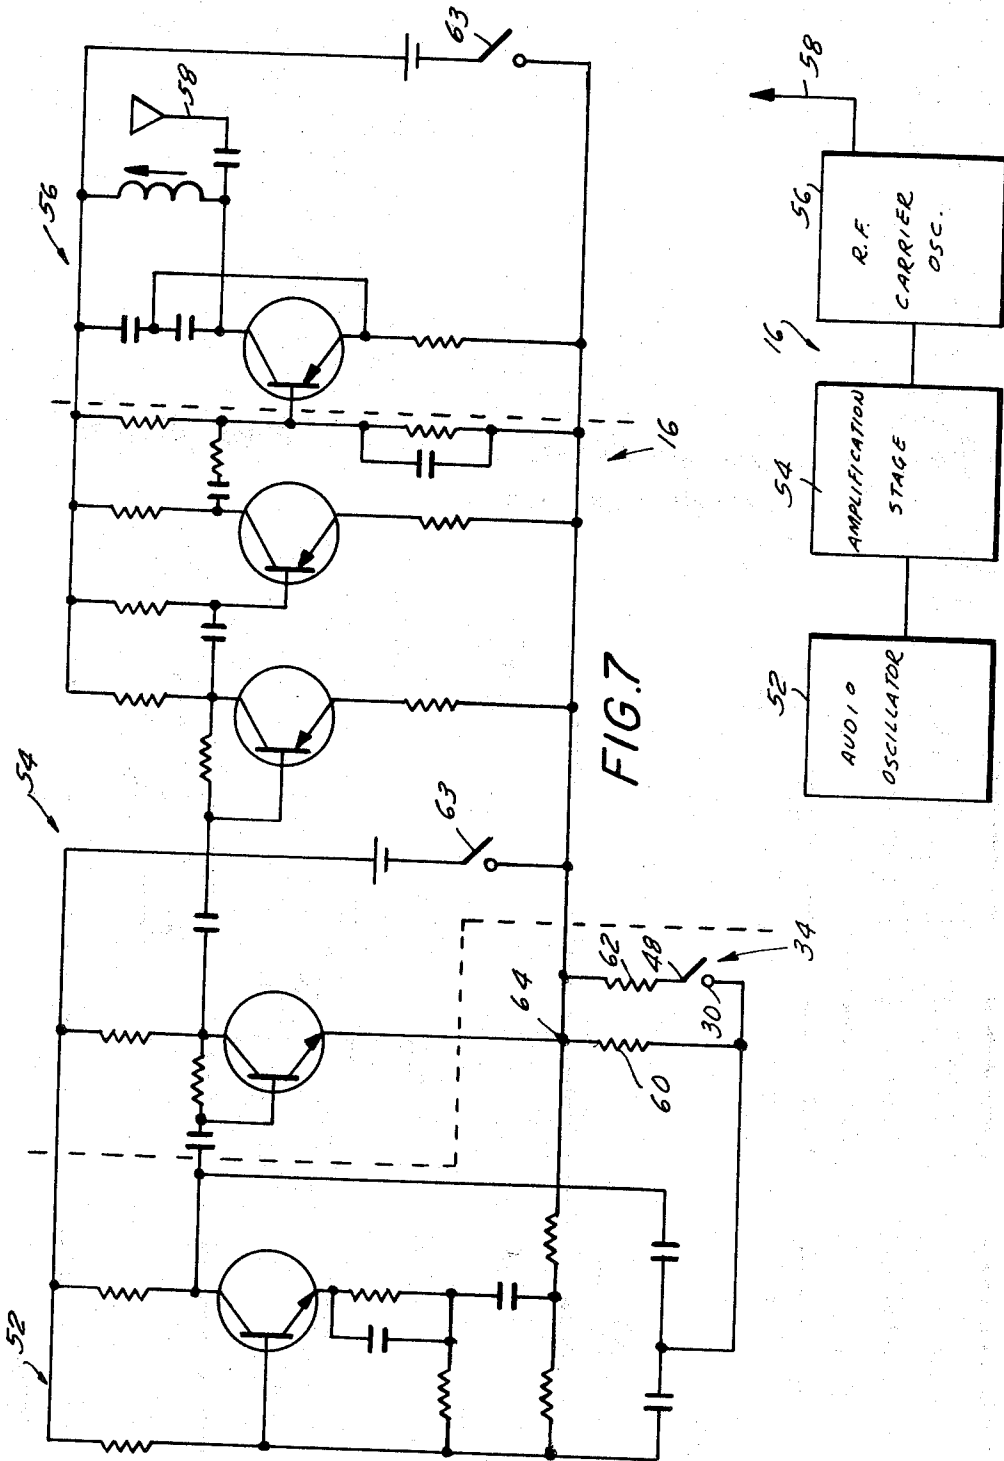 52
54
56
58
63
63
64
62
48
30
60
34
16
FIG.7
52
AUDIO
OSCILLATOR
54
AMPLIFICATION
STAGE
16
56
R.F.
CARRIER
OSC.
58